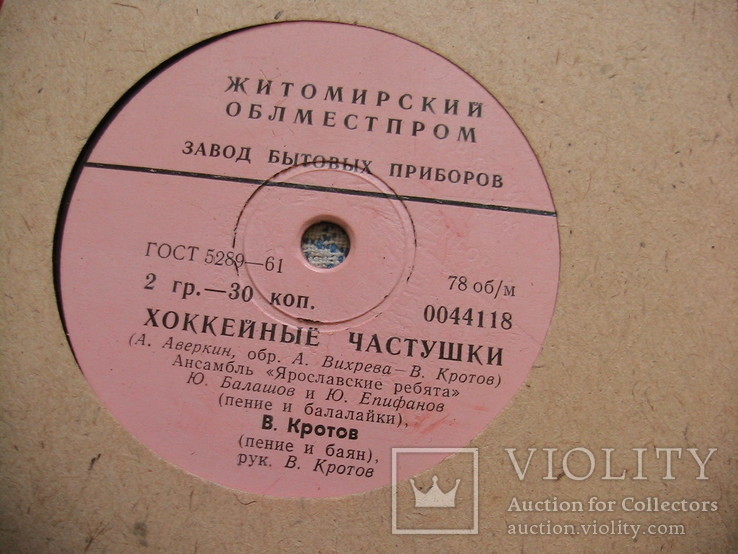 ЖИТОМИРСКИЙ
ОБЛМЕСТПРОМ
ЗАВОД БЫТОВЫХ ПРИБОРОВ
ГОСТ 5289—61
78 об/м
2 гр.—30 коп.
0044118
ХОККЕЙНЫЕ ЧАСТУШКИ
(А. Аверкин, обр. А. Вихрева—В. Кротов)
Ансамбль «Ярославские ребята»
Ю. Балашов и Ю. Епифанов
(пение и балалайки),
В. Кротов
(пение и баян),
рук. В. Кротов
VIOLITY
Auction for Collectors
auction.violity.com